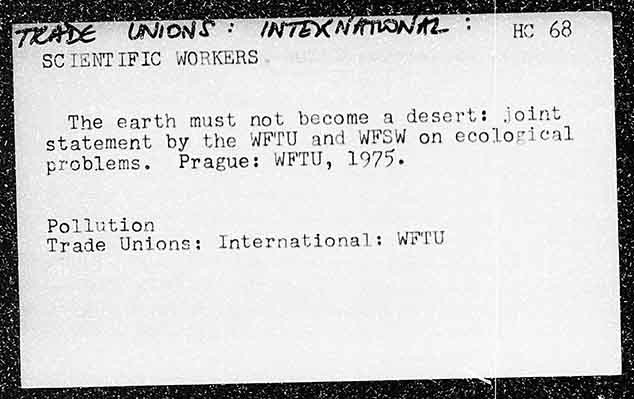 TRADE UNIONS: INTERNATIONAL: HC 68
SCIENTIFIC WORKERS.
The earth must not become a desert: joint
statement by the WFTU and WFSW on ecological
problems. Prague: WFTU, 1975.
Pollution
Trade Unions: International: WFTU